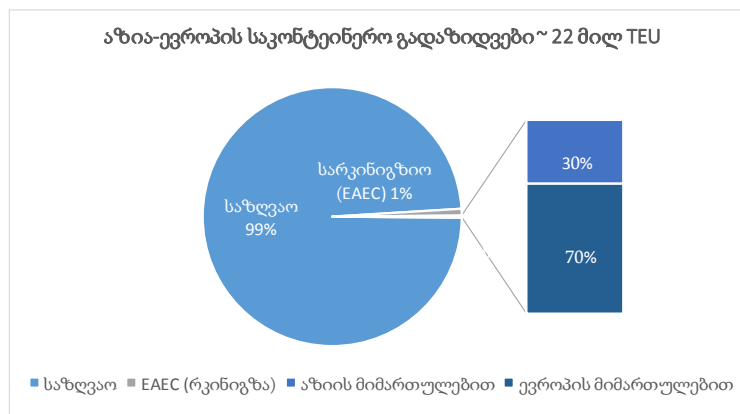 აზია-ევროპის საკონტეინერო გადაზიდვები ~ 22 მილ TEU
სარკინიგზიო
(EAEC) 1%
საზღვაო
99%
30%
70%
საზღვაო EAEC (რკინიგზა) აზიის მიმართულებით ევროპის მიმართულებით